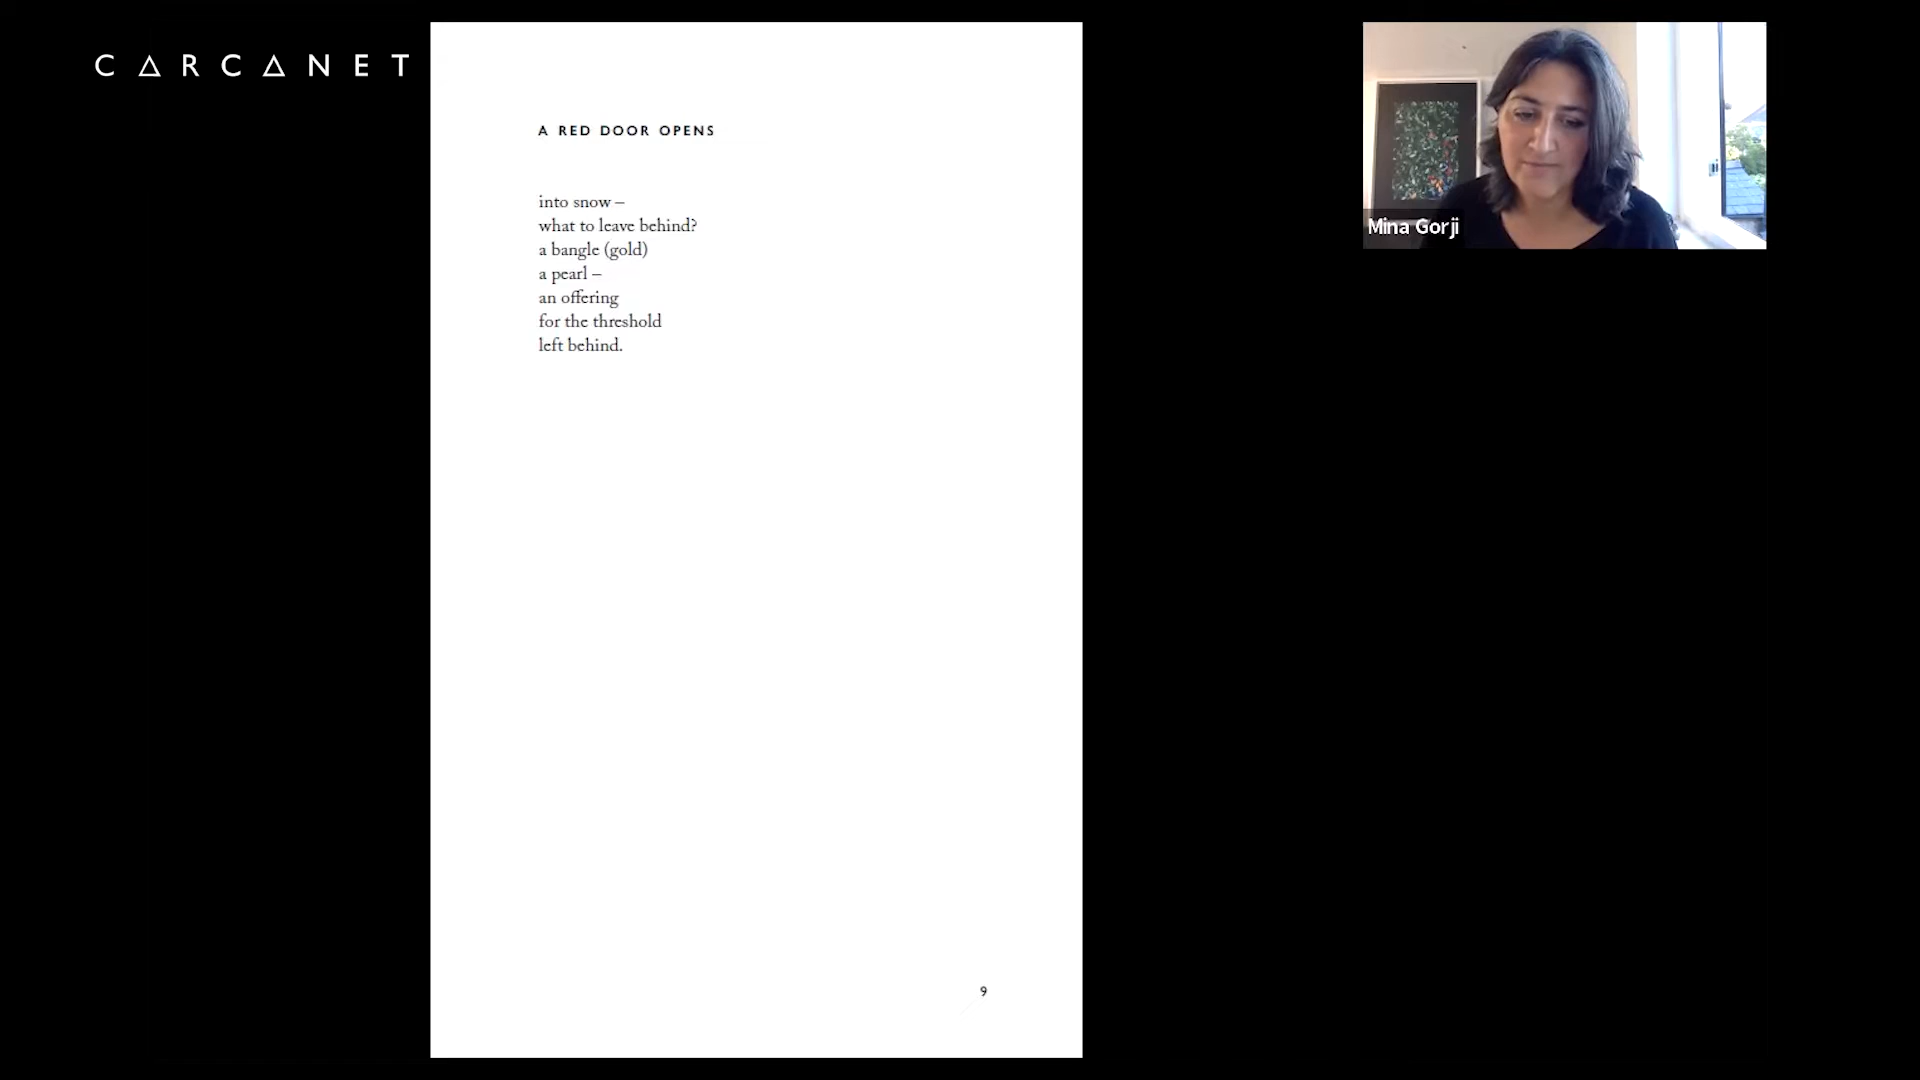 CARCANET
A RED DOOR OPENS
into snow –
what to leave behind?
a bangle (gold)
a pearl –
an offering
for the threshold
left behind.
9
Mina Gorji